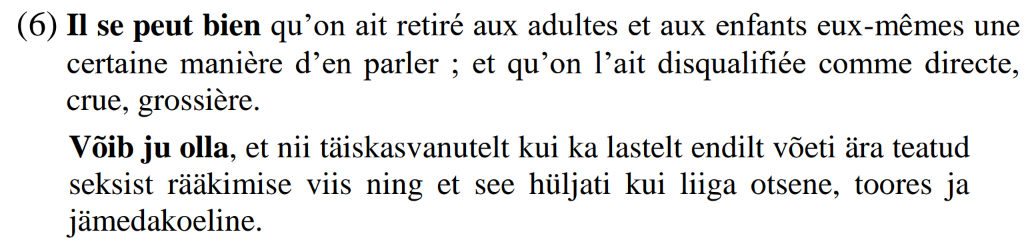 (6) Il se peut bien qu’on ait retiré aux adultes et aux enfants eux-mêmes une
certaine manière d’en parler ; et qu’on l’ait disqualifiée comme directe,
crue, grossière.
Võib ju olla, et nii täiskasvanutelt kui ka lastelt endilt võeti ära teatud
seksist rääkimise viis ning et see hüljati kui liiga otsene, toores ja
jämedakoeline.